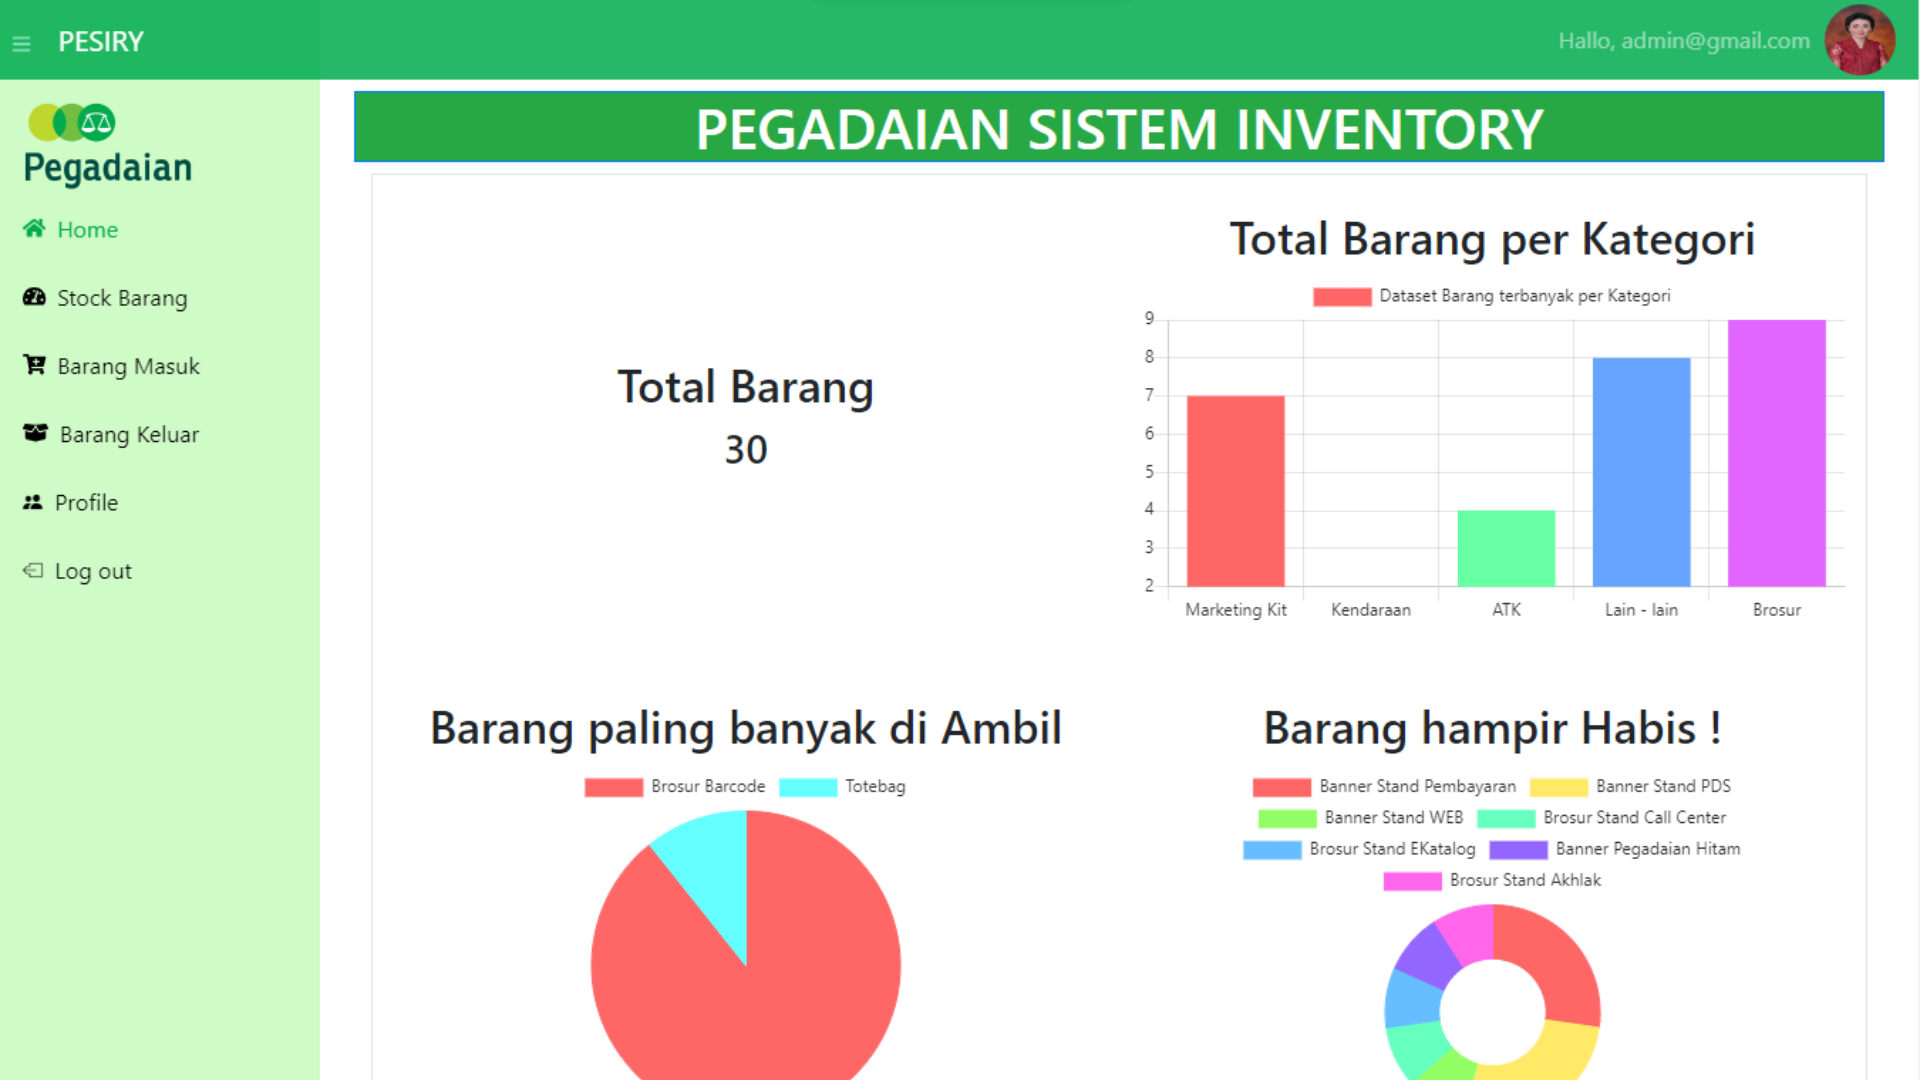 PESIRY
Hallo, admin@gmail.com
Pegadaian
Home
Stock Barang
Barang Masuk
Barang Keluar
Profile
Log out
PEGADAIAN SISTEM INVENTORY
Total Barang
30
Total Barang per Kategori
Dataset Barang terbanyak per Kategori
9
8
7
6
5
4
3
2
Marketing Kit Kendaraan ATK Lain - lain Brosur
Barang paling banyak di Ambil
Brosur Barcode Totebag
Barang hampir Habis !
Banner Stand Pembayaran Banner Stand PDS
Banner Stand WEB Brosur Stand Call Center
Brosur Stand EKatalog Banner Pegadaian Hitam
Brosur Stand Akhlak